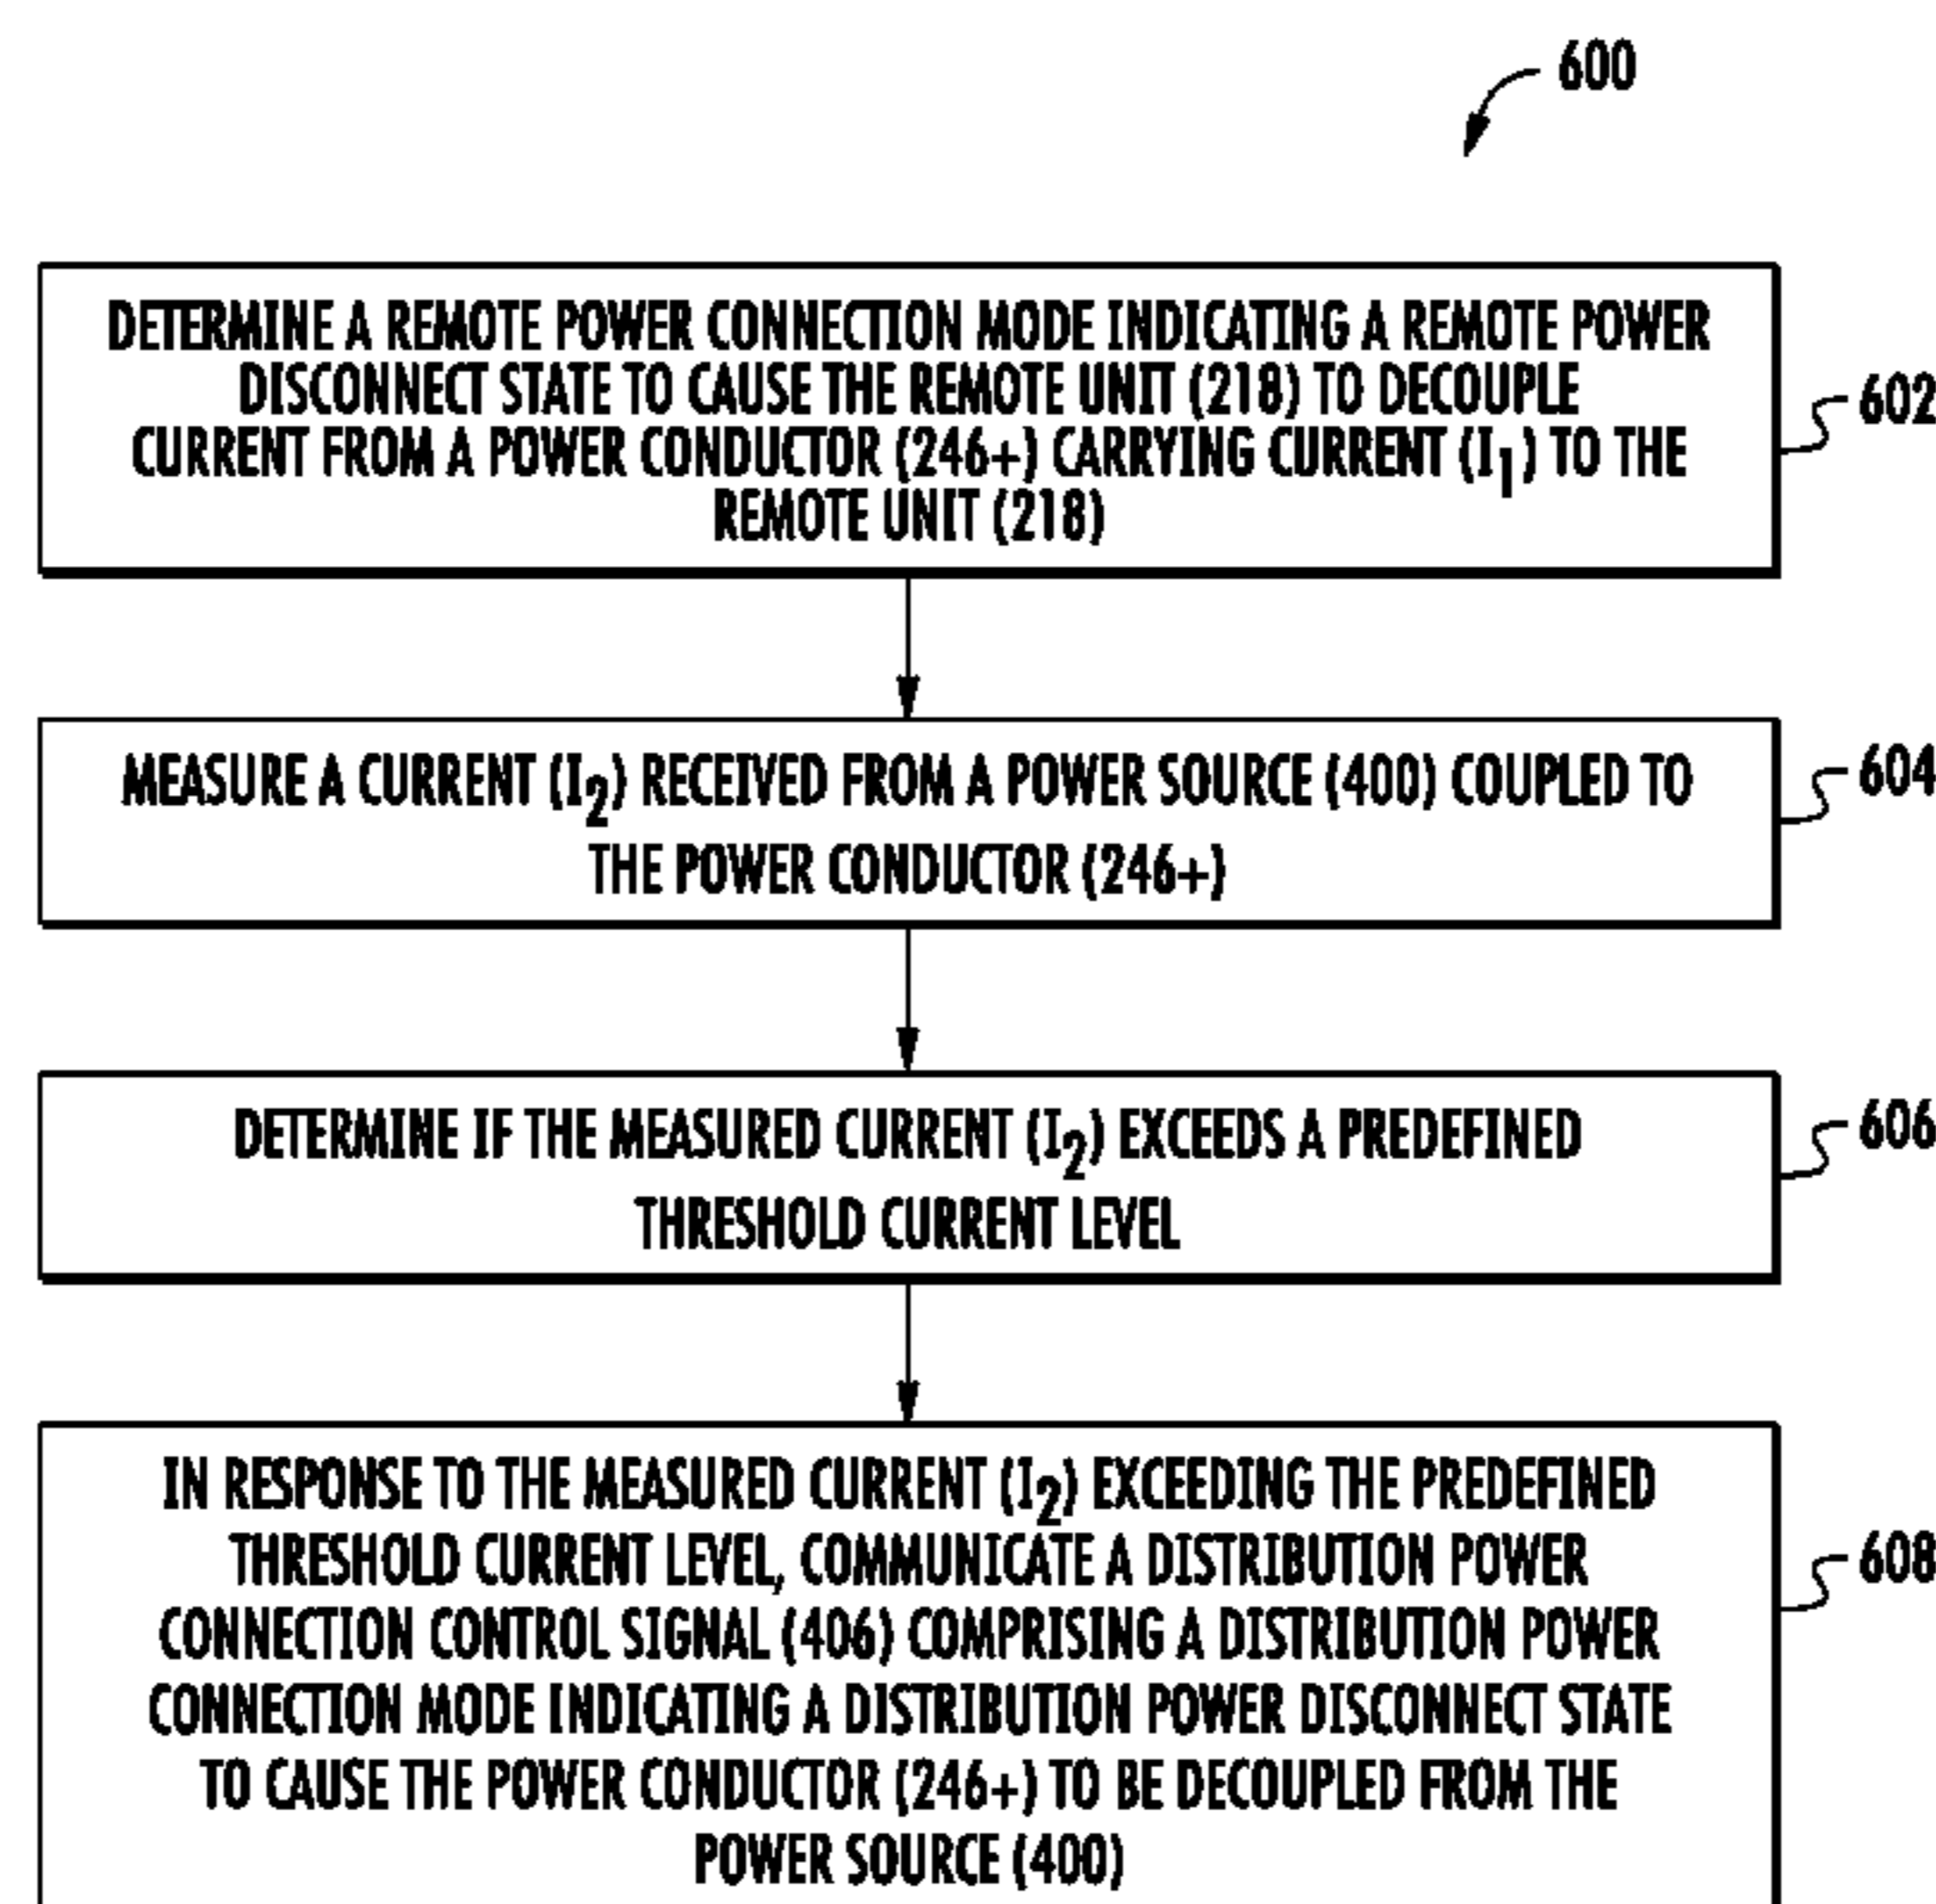 600
DETERMINE A REMOTE POWER CONNECTION MODE INDICATING A REMOTE POWER
DISCONNECT STATE TO CAUSE THE REMOTE UNIT (218) TO DECOUPLE
CURRENT FROM A POWER CONDUCTOR (246+) CARRYING CURRENT (I1) TO THE
REMOTE UNIT (218)
602
MEASURE A CURRENT (I2) RECEIVED FROM A POWER SOURCE (400) COUPLED TO
THE POWER CONDUCTOR (246+)
604
DETERMINE IF THE MEASURED CURRENT (I2) EXCEEDS A PREDEFINED
THRESHOLD CURRENT LEVEL
606
IN RESPONSE TO THE MEASURED CURRENT (I2) EXCEEDING THE PREDEFINED
THRESHOLD CURRENT LEVEL, COMMUNICATE A DISTRIBUTION POWER
CONNECTION CONTROL SIGNAL (406) COMPRISING A DISTRIBUTION POWER
CONNECTION MODE INDICATING A DISTRIBUTION POWER DISCONNECT STATE
TO CAUSE THE POWER CONDUCTOR (246+) TO BE DECOUPLED FROM THE
POWER SOURCE (400)
608